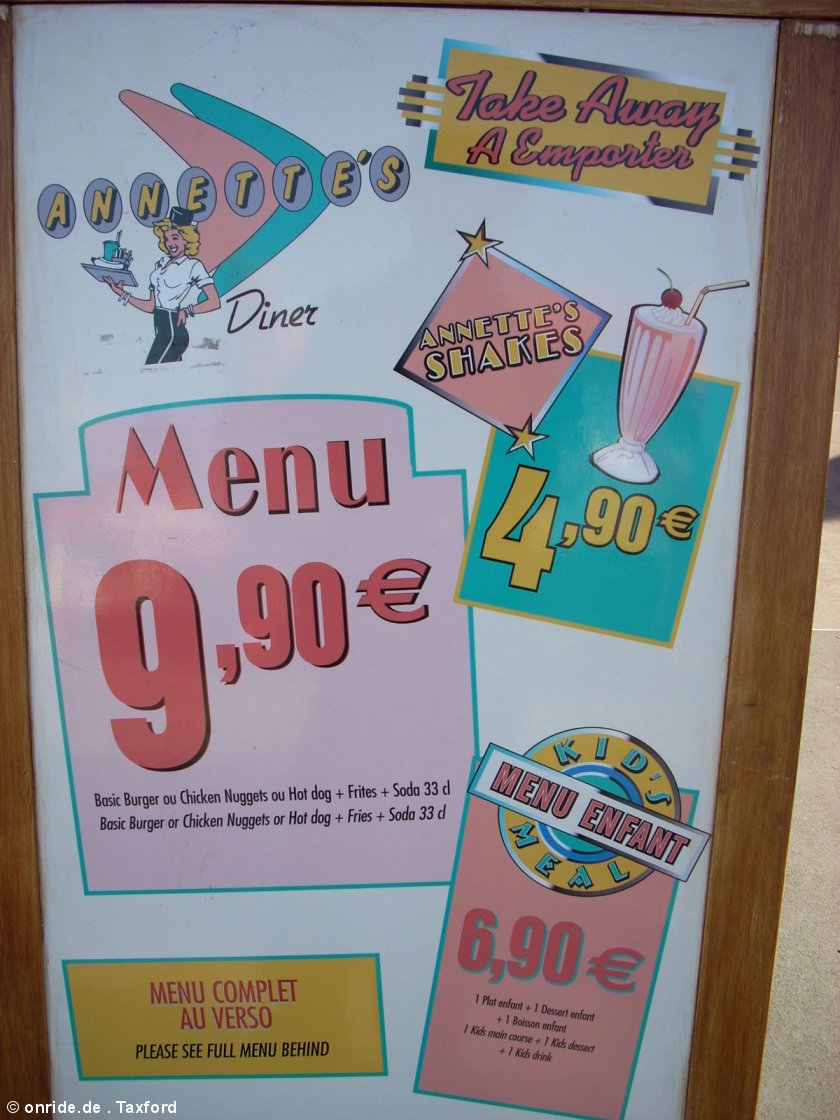 ANNETTE'S
Diner
Take Away
A Emporter
ANNETTE'S
SHAKES
4,90€
Menu
9,90€
Basic Burger ou Chicken Nuggets ou Hot dog + Frites + Soda 33 cl
Basic Burger or Chicken Nuggets or Hot dog + Fries + Soda 33 cl
KID'S
MENU ENFANT
MEAL
6,90€
1 Plat enfant + 1 Dessert enfant
+ 1 Boisson enfant
1 Kids main course + 1 Kids dessert
+ 1 Kids drink
MENU COMPLET
AU VERSO
PLEASE SEE FULL MENU BEHIND
© onride.de . Taxford